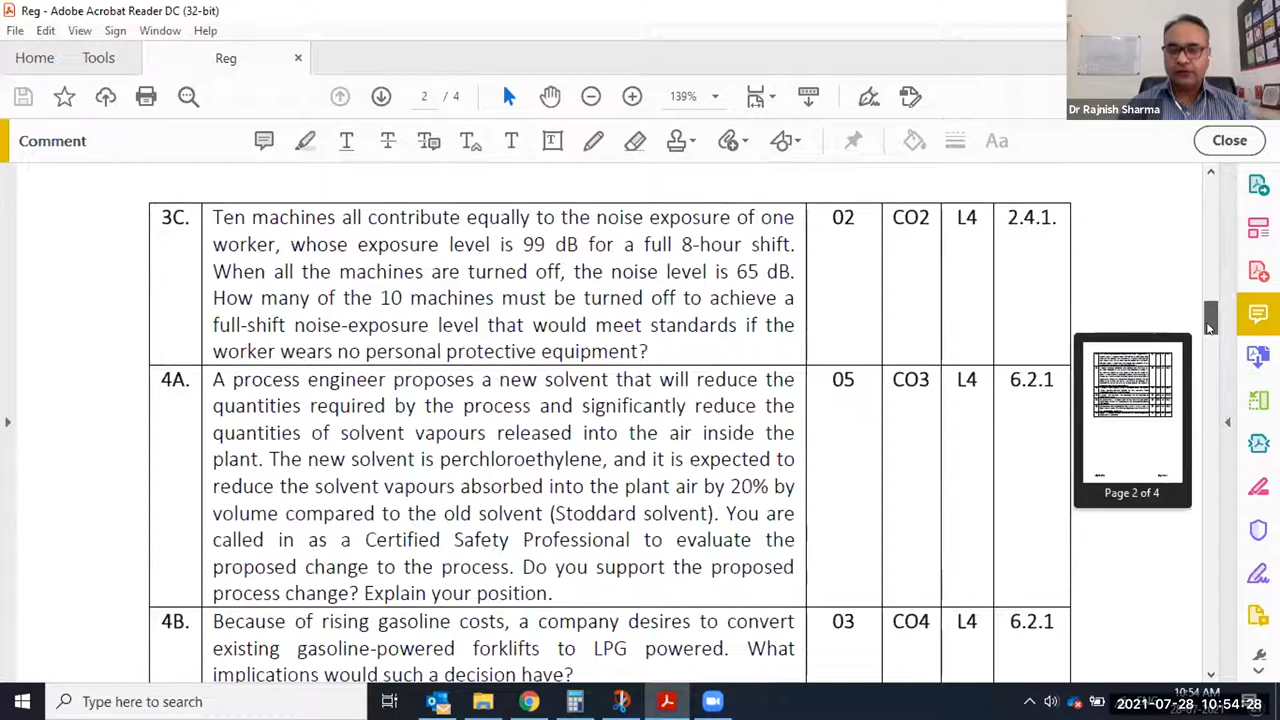 Reg - Adobe Acrobat Reader DC (32-bit)
File Edit View Sign Window Help
Home Tools Reg
2 / 4 139%
Dr Rajnish Sharma
Comment Aa Close
3C. Ten machines all contribute equally to the noise exposure of one 02 CO2 L4 2.4.1.
worker, whose exposure level is 99 dB for a full 8-hour shift.
When all the machines are turned off, the noise level is 65 dB.
How many of the 10 machines must be turned off to achieve a
full-shift noise-exposure level that would meet standards if the
worker wears no personal protective equipment?
4A. A process engineer proposes a new solvent that will reduce the 05 CO3 L4 6.2.1
quantities required by the process and significantly reduce the
quantities of solvent vapours released into the air inside the
plant. The new solvent is perchloroethylene, and it is expected to
reduce the solvent vapours absorbed into the plant air by 20% by
volume compared to the old solvent (Stoddard solvent). You are
called in as a Certified Safety Professional to evaluate the
proposed change to the process. Do you support the proposed
process change? Explain your position.
4B. Because of rising gasoline costs, a company desires to convert 03 CO4 L4 6.2.1
existing gasoline-powered forklifts to LPG powered. What
implications would such a decision have?
Page 2 of 4
Type here to search
ENG
10:54 AM
2021-07-28 10:54:28